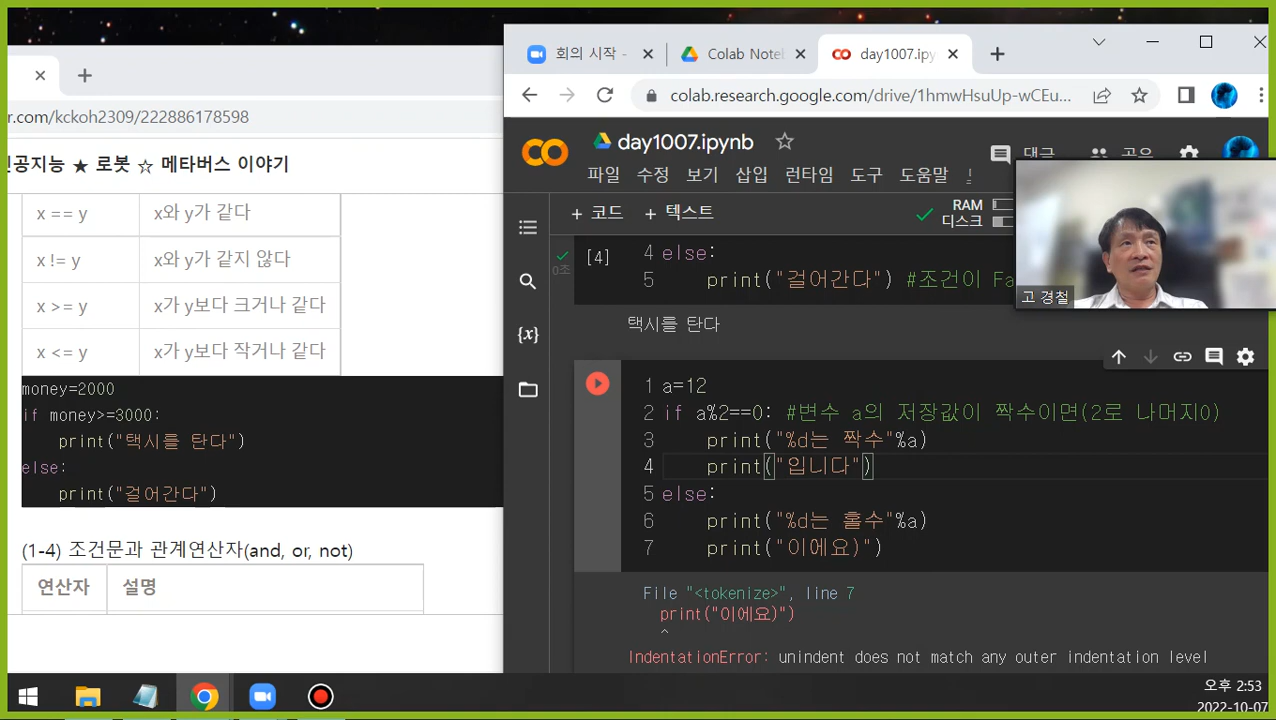 회의 시작 -
Colab Note
day1007.ipy
r.com/kckoh2309/222886178598
colab.research.google.com/drive/1hmwHsuUp-wCEu...
인공지능 ★ 로봇 ☆ 메타버스 이야기
day1007.ipynb
댓글
공유
파일 수정 보기 삽입 런타임 도구 도움말
+ 코드 + 텍스트
RAM
디스크
x == y x와 y가 같다
x != y x와 y가 같지 않다
x >= y x가 y보다 크거나 같다
x <= y x가 y보다 작거나 같다
money=2000
if money>=3000:
print("택시를 탄다")
else:
print("걸어간다")
(1-4) 조건문과 관계연산자(and, or, not)
연산자 설명
{x}
[4]
0초
4 else:
5 print("걸어간다") #조건이 Fa
택시를 탄다
고 경철
1 a=12
2 if a%2==0: #변수 a의 저장값이 짝수이면(2로 나머지0)
3 print("%d는 짝수"%a)
4 print("입니다")
5 else:
6 print("%d는 홀수"%a)
7 print("이에요)")
File "<tokenize>", line 7
print("이에요)")
^
IndentationError: unindent does not match any outer indentation level
오후 2:53
2022-10-07